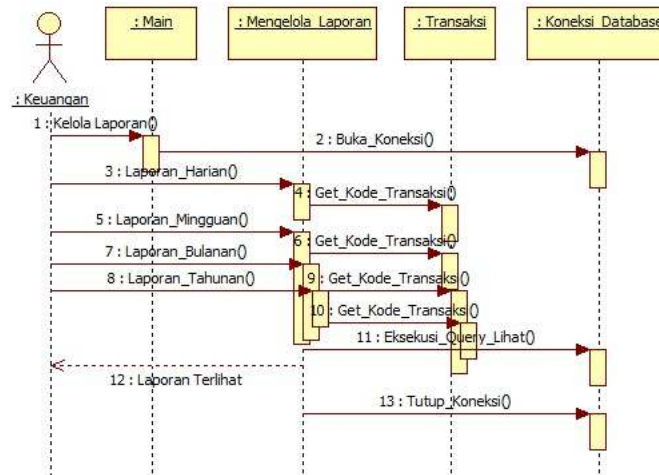 : Main
: Mengelola_Laporan
: Transaksi
: Koneksi_Database
: Keuangan
1 : Kelola Laporan()
2 : Buka_Koneksi()
3 : Laporan_Harian()
4 : Get_Kode_Transaksi()
5 : Laporan_Mingguan()
6 : Get_Kode_Transaksi()
7 : Laporan_Bulanan()
8 : Laporan_Tahunan()
9 : Get_Kode_Transaksi()
10 : Get_Kode_Transaksi()
11 : Eksekusi_Query_Lihat()
12 : Laporan Terlihat
13 : Tutup_Koneksi()